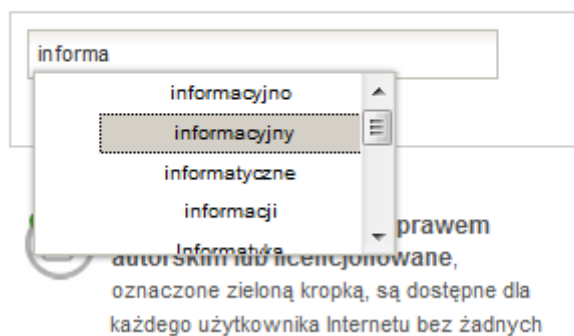 informa
informacyjno
informacyjny
informatyczne
informacji
Informatyka
prawem
autorskim lub licencjonowane,
oznaczone zieloną kropką, są dostępne dla
każdego użytkownika Internetu bez żadnych